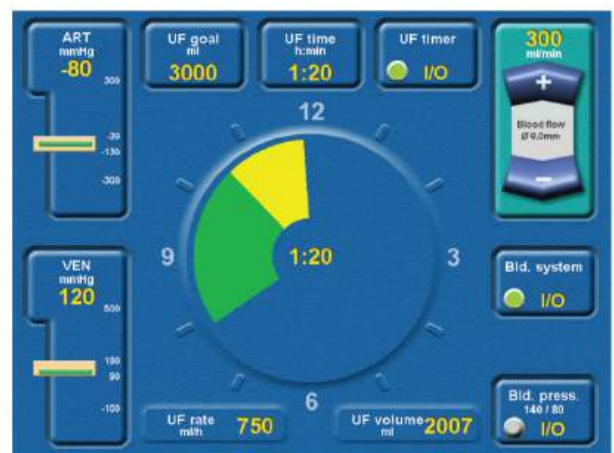 ART
mmHg
-80
300
-30
-130
-300
UF goal
ml
3000
UF time
h:min
1:20
UF timer
I/O
300
ml/min
+
Blood flow
Ø 8,0mm
–
12
9
3
6
1:20
VEN
mmHg
120
500
190
90
-100
Bld. system
I/O
Bld. press.
140 / 80
I/O
UF rate
ml/h
750
UF volume
ml
2007